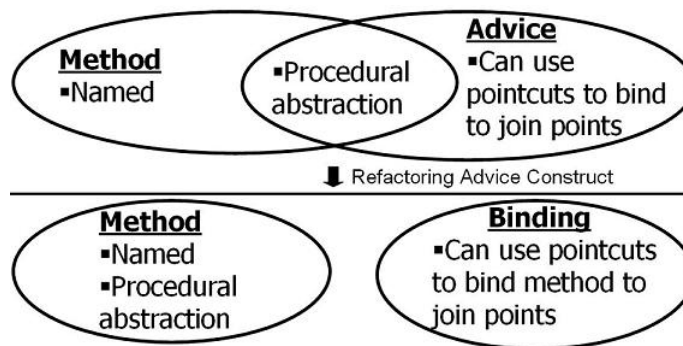 Method
▪Named
▪Procedural
abstraction
Advice
▪Can use
pointcuts to bind
to join points
Refactoring Advice Construct
Method
▪Named
▪Procedural
abstraction
Binding
▪Can use pointcuts
to bind method to
join points